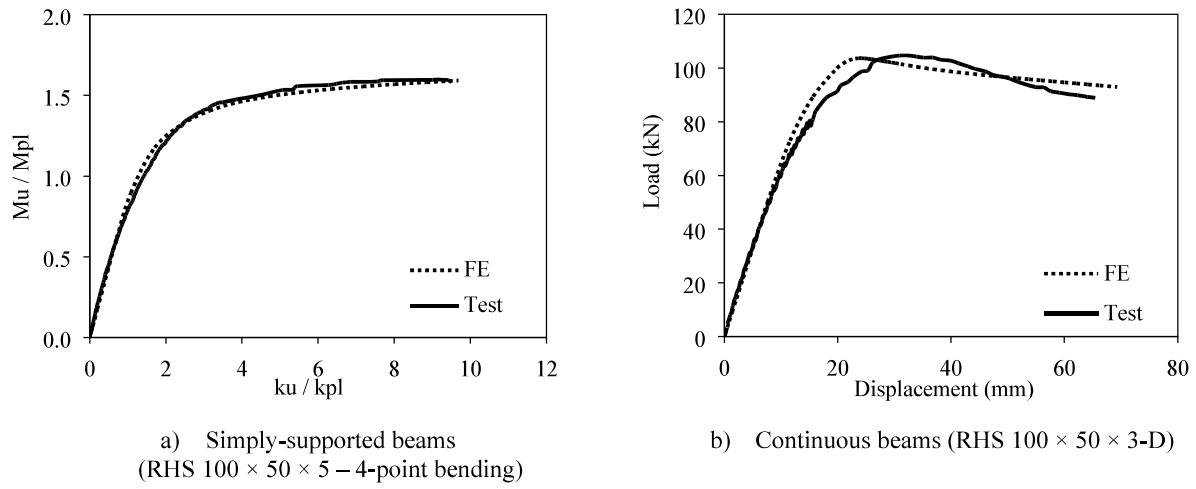 2.0
1.5
1.0
0.5
0.0
Mu / Mpl
FE
Test
0 2 4 6 8 10 12
ku / kpl
a) Simply-supported beams
(RHS 100 × 50 × 5 – 4-point bending)
120
100
80
60
40
20
0
Load (kN)
FE
Test
0 20 40 60 80
Displacement (mm)
b) Continuous beams (RHS 100 × 50 × 3-D)